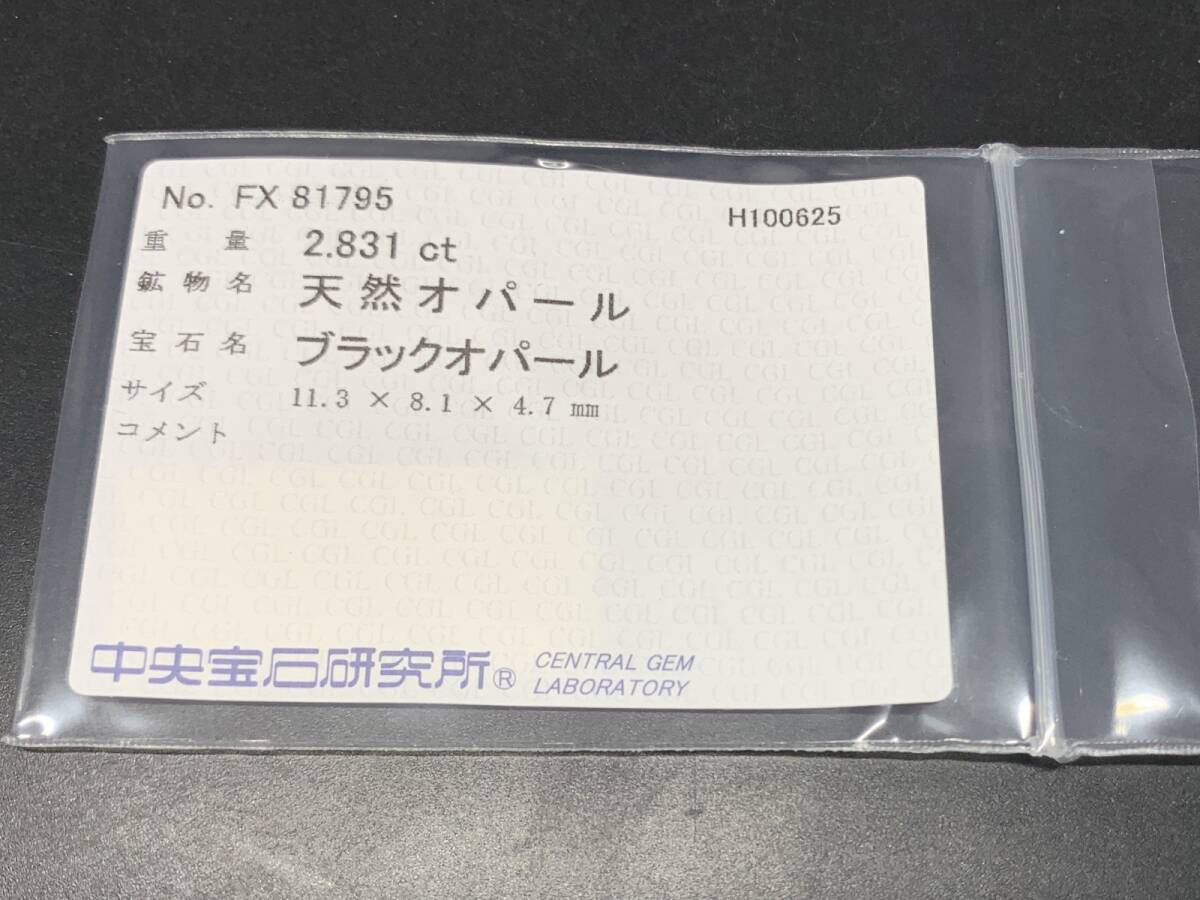 No. FX 81795
H100625
重量 2.831 ct
鉱物名 天然オパール
宝石名 ブラックオパール
サイズ 11.3 × 8.1 × 4.7 mm
コメント
中央宝石研究所® CENTRAL GEM
LABORATORY